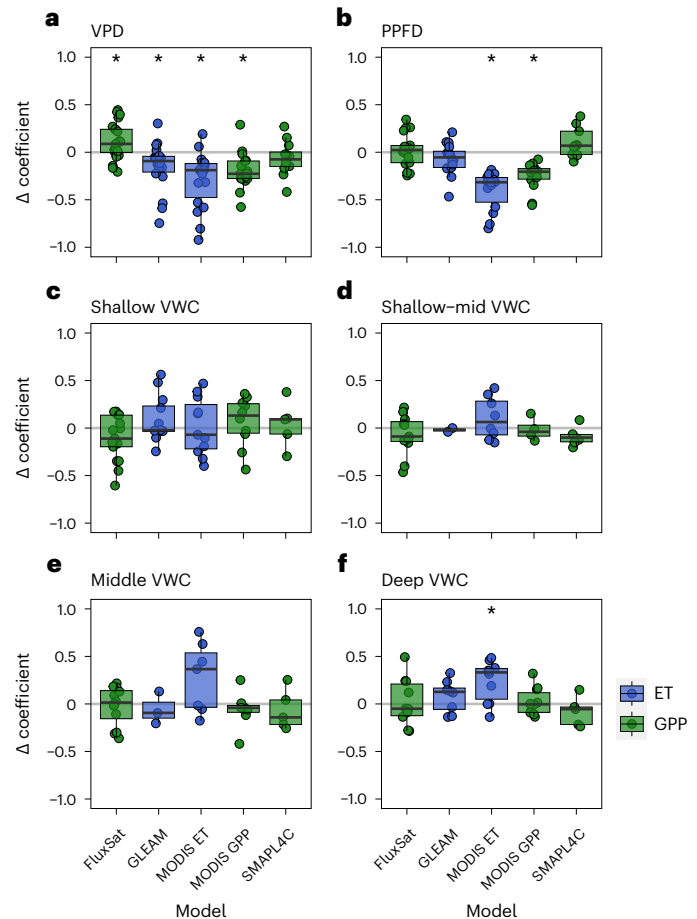 a
VPD
b
PPFD
* * * *
* *
1.0
0.5
0
−0.5
−1.0
Δ coefficient
1.0
0.5
0
−0.5
−1.0
c
Shallow VWC
d
Shallow–mid VWC
1.0
0.5
0
−0.5
−1.0
Δ coefficient
1.0
0.5
0
−0.5
−1.0
e
Middle VWC
f
Deep VWC
*
1.0
0.5
0
−0.5
−1.0
Δ coefficient
1.0
0.5
0
−0.5
−1.0
ET
GPP
FluxSat
GLEAM
MODIS ET
MODIS GPP
SMAPL4C
Model
FluxSat
GLEAM
MODIS ET
MODIS GPP
SMAPL4C
Model